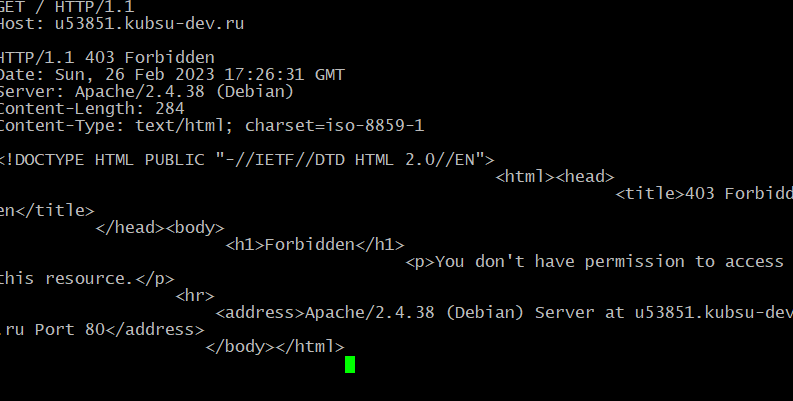 GET / HTTP/1.1
Host: u53851.kubsu-dev.ru
HTTP/1.1 403 Forbidden
Date: Sun, 26 Feb 2023 17:26:31 GMT
Server: Apache/2.4.38 (Debian)
Content-Length: 284
Content-Type: text/html; charset=iso-8859-1
<!DOCTYPE HTML PUBLIC "-//IETF//DTD HTML 2.0//EN">
<html><head>
<title>403 Forbidd
en</title>
</head><body>
<h1>Forbidden</h1>
<p>You don't have permission to access
this resource.</p>
<hr>
<address>Apache/2.4.38 (Debian) Server at u53851.kubsu-dev
.ru Port 80</address>
</body></html>